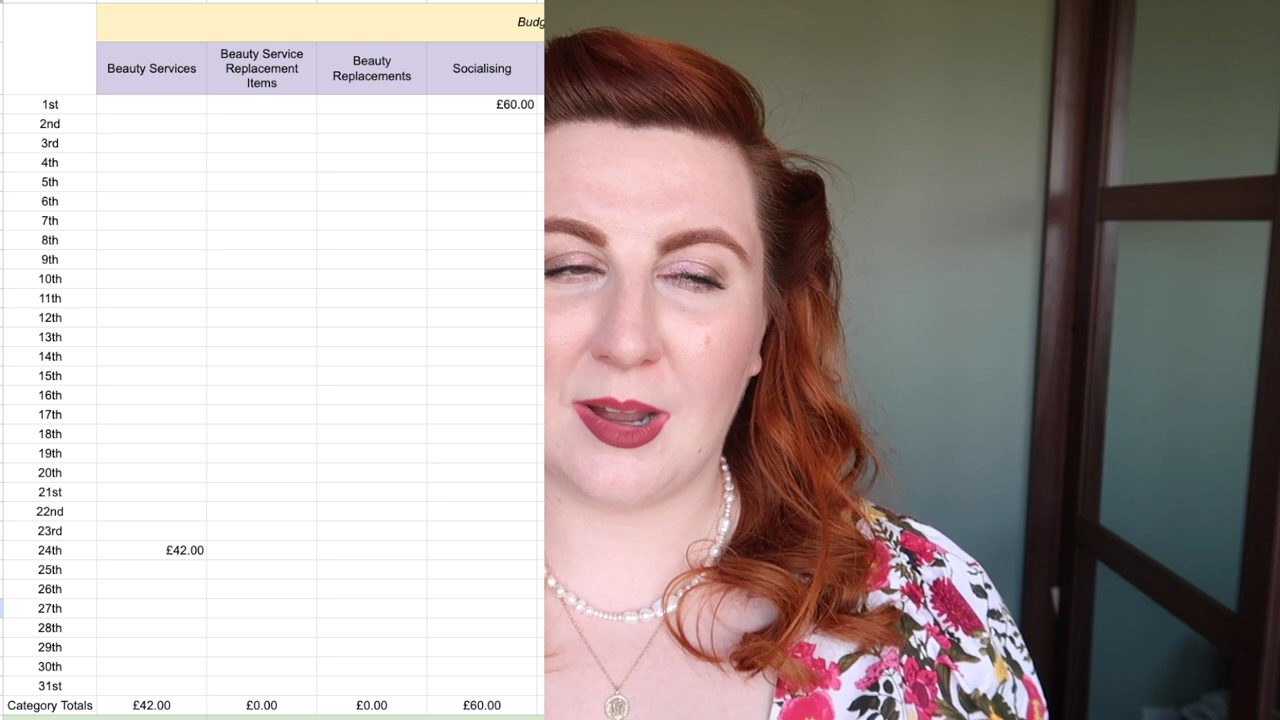 Budg
Beauty Services
Beauty Service
Replacement
Items
Beauty
Replacements
Socialising
1st £60.00
2nd
3rd
4th
5th
6th
7th
8th
9th
10th
11th
12th
13th
14th
15th
16th
17th
18th
19th
20th
21st
22nd
23rd
24th £42.00
25th
26th
27th
28th
29th
30th
31st
Category Totals £42.00 £0.00 £0.00 £60.00